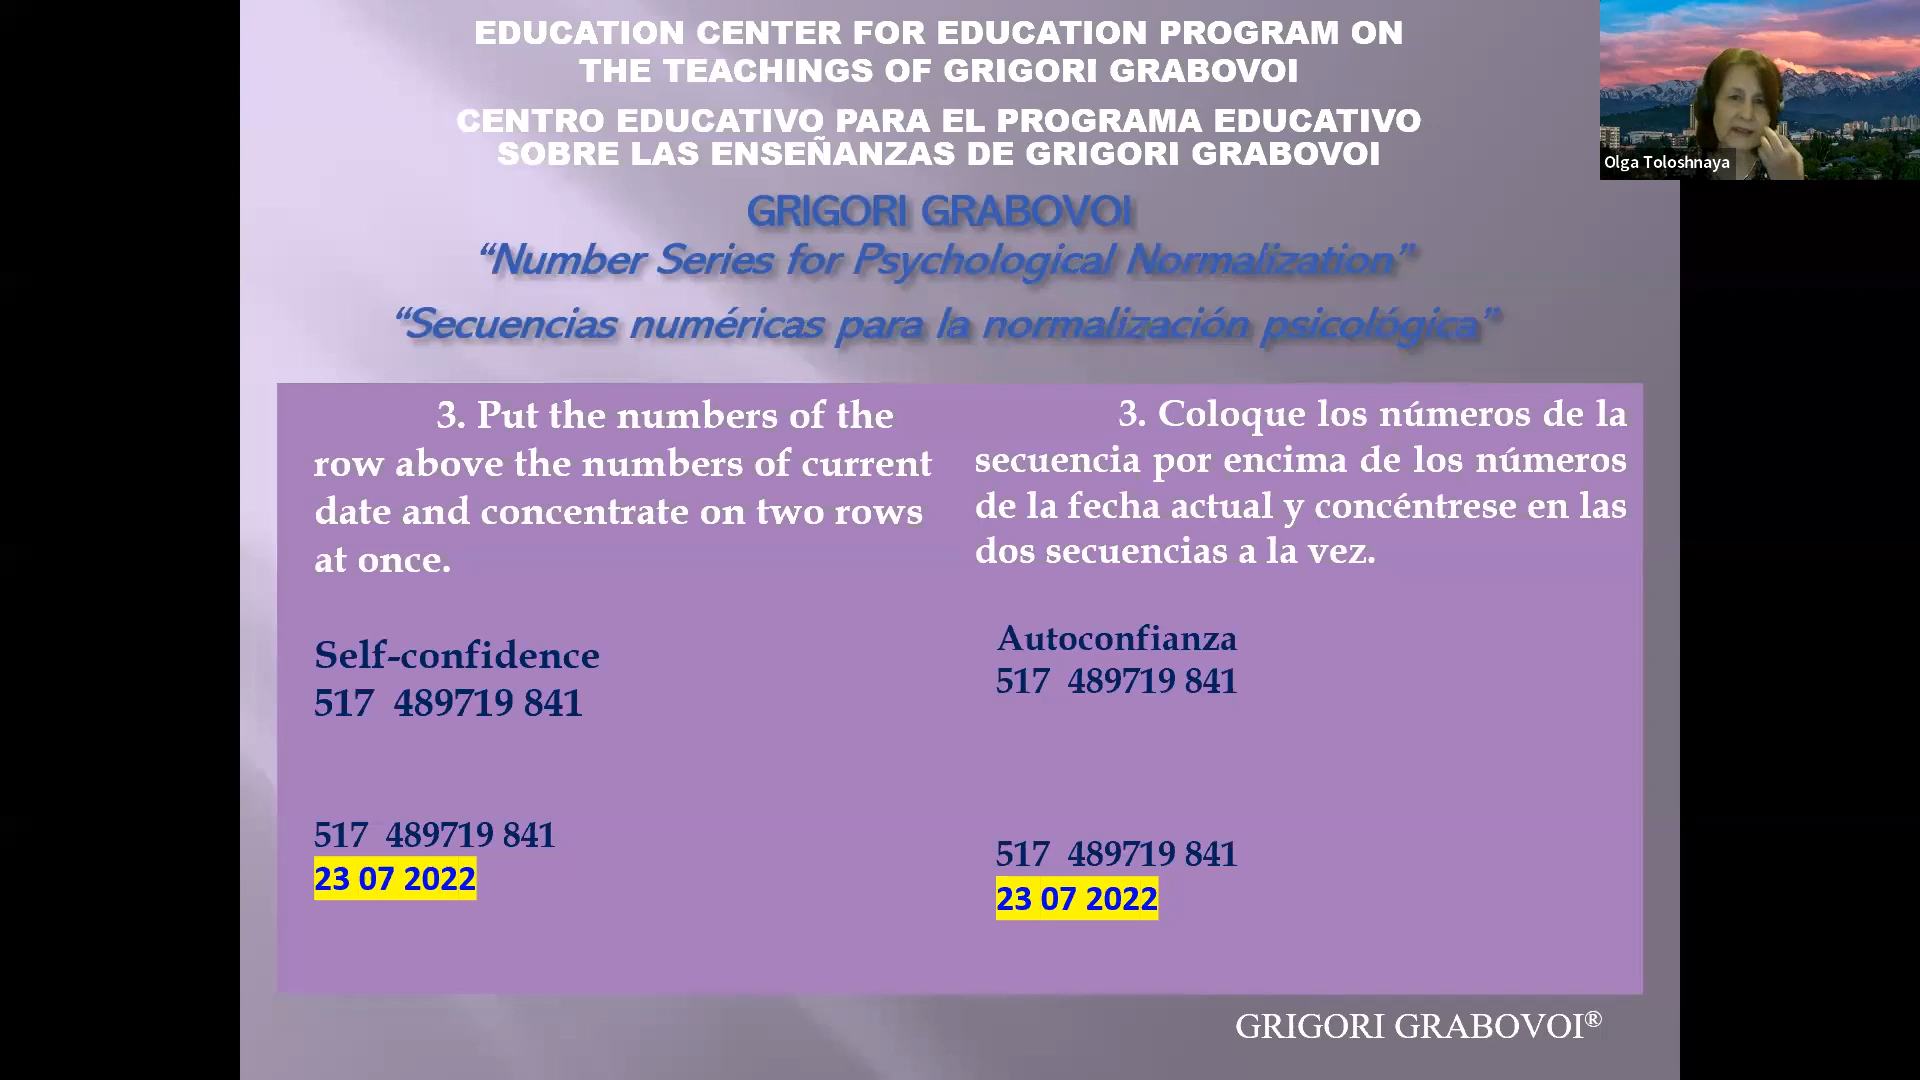 EDUCATION CENTER FOR EDUCATION PROGRAM ON
THE TEACHINGS OF GRIGORI GRABOVOI
CENTRO EDUCATIVO PARA EL PROGRAMA EDUCATIVO
SOBRE LAS ENSEÑANZAS DE GRIGORI GRABOVOI
Olga Toloshnaya
GRIGORI GRABOVOI
“Number Series for Psychological Normalization”
“Secuencias numéricas para la normalización psicológica”
3. Put the numbers of the
row above the numbers of current
date and concentrate on two rows
at once.
Self-confidence
517  489719 841
517  489719 841
23 07 2022
3. Coloque los números de la
secuencia por encima de los números
de la fecha actual y concéntrese en las
dos secuencias a la vez.
Autoconfianza
517  489719 841
517  489719 841
23 07 2022
GRIGORI GRABOVOI®